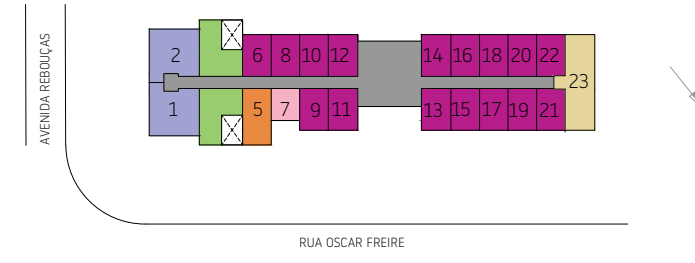 AVENIDA REBOUÇAS
2 6 8 10 12 14 16 18 20 22
23
1 5 7 9 11 13 15 17 19 21
RUA OSCAR FREIRE